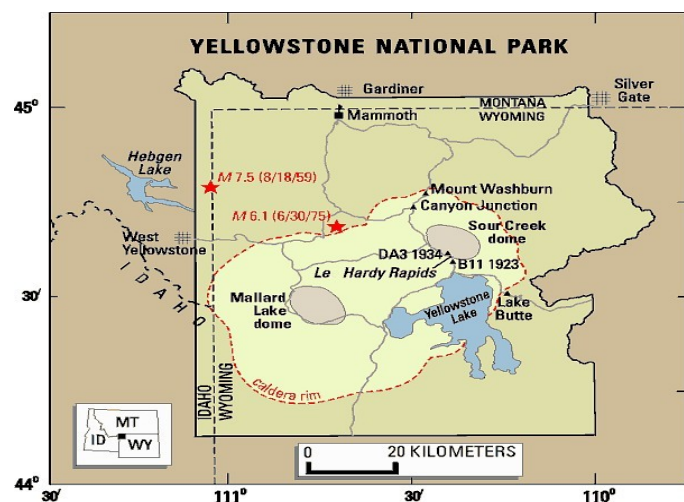 YELLOWSTONE NATIONAL PARK
Gardiner
Silver
Gate
45°
MONTANA
WYOMING
Mammoth
Hebgen
Lake
M 7.5 (8/18/59)
M 6.1 (6/30/75)
Mount Washburn
Canyon Junction
Sour Creek
dome
West
Yellowstone
DA3 1934
B11 1923
Le Hardy Rapids
IDAHO
30'
Mallard
Lake
dome
Yellowstone
Lake
Lake
Butte
caldera rim
IDAHO
WYOMING
MT
ID
WY
0 20 KILOMETERS
44°
30' 111° 30' 110°